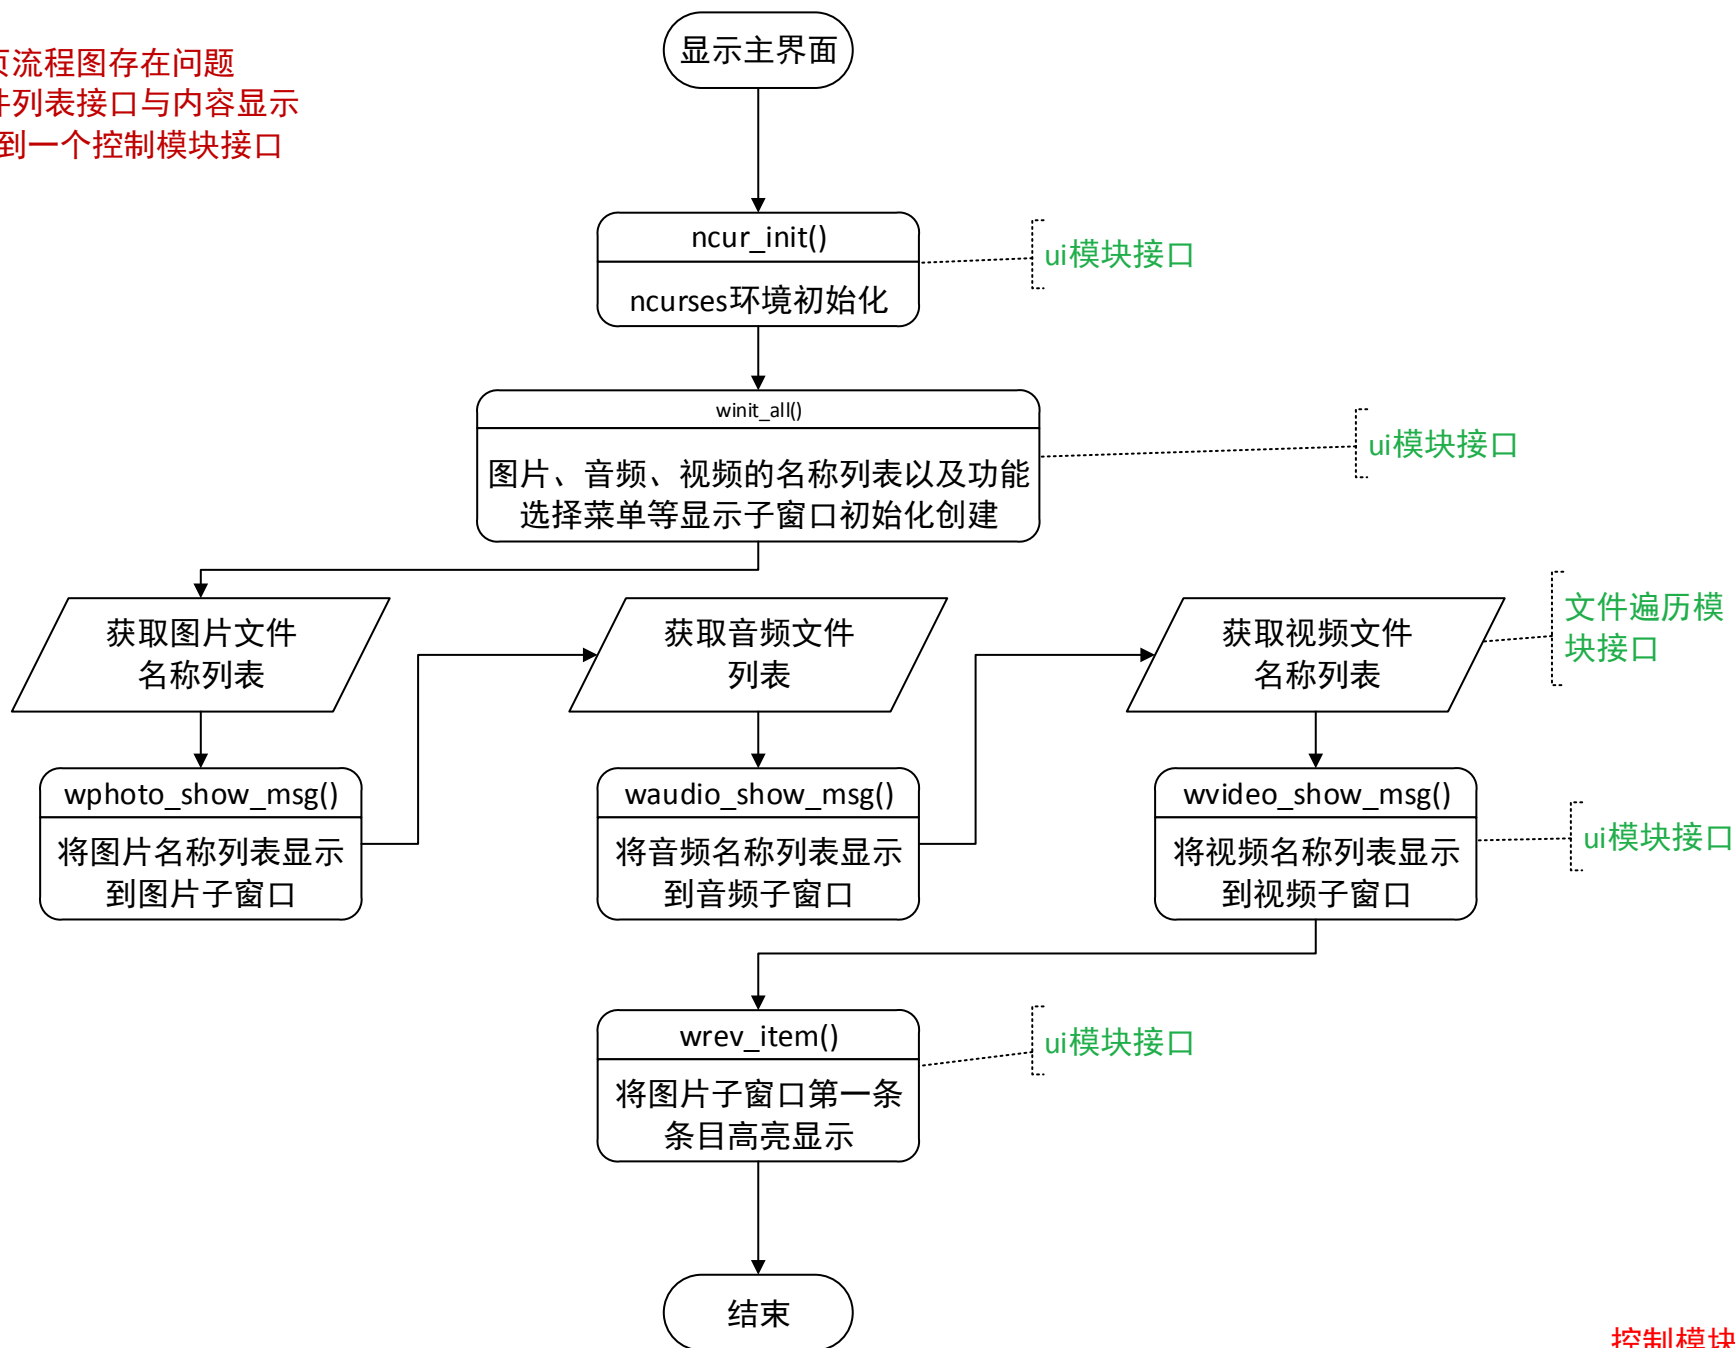 显示主界面
页流程图存在问题
件列表接口与内容显示
到一个控制模块接口
ncur_init()
ui模块接口
ncurses环境初始化
winit_all()
ui模块接口
图片、音频、视频的名称列表以及功能
选择菜单等显示子窗口初始化创建
获取图片文件
名称列表
获取音频文件
列表
获取视频文件
名称列表
文件遍历模
块接口
wphoto_show_msg()
将图片名称列表显示
到图片子窗口
waudio_show_msg()
将音频名称列表显示
到音频子窗口
wvideo_show_msg()
将视频名称列表显示
到视频子窗口
ui模块接口
wrev_item()
将图片子窗口第一条
条目高亮显示
ui模块接口
结束
控制模块